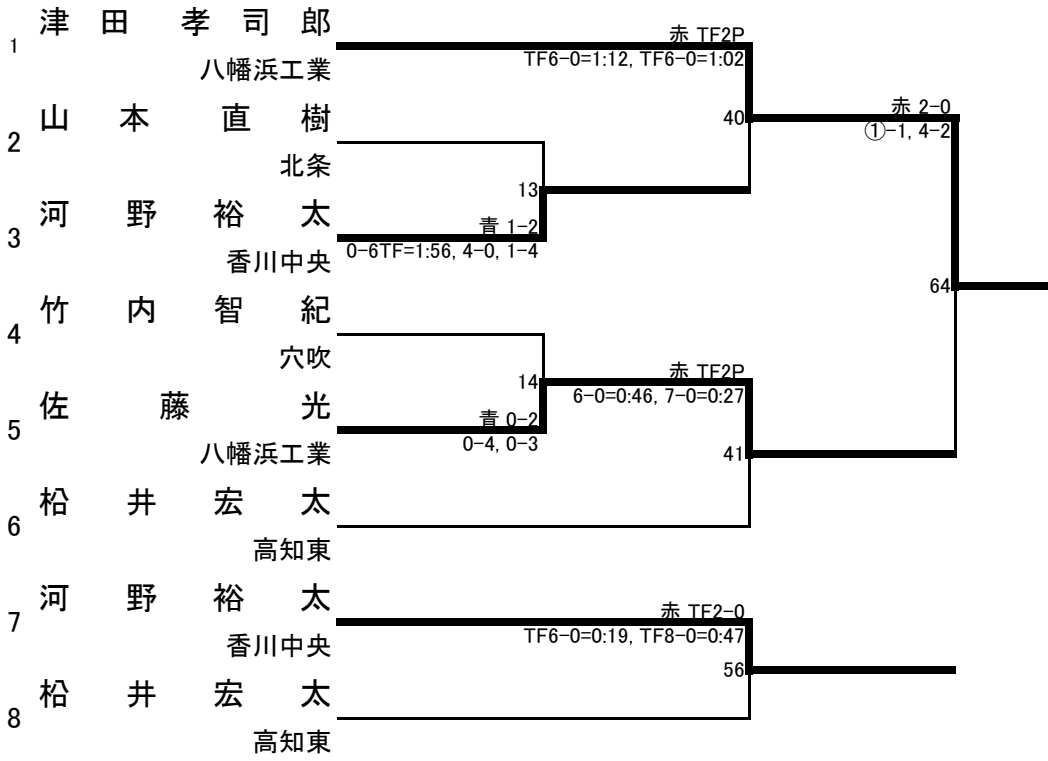 津田孝司郎
1
八幡浜工業
赤 TF2P
TF6-0=1:12, TF6-0=1:02
山本直樹
2
北条
40
赤 2-0
①-1, 4-2
13
河野裕太
3
香川中央
青 1-2
0-6TF=1:56, 4-0, 1-4
64
竹内智紀
4
穴吹
14
赤 TF2P
6-0=0:46, 7-0=0:27
佐藤光
5
八幡浜工業
青 0-2
0-4, 0-3
41
松井宏太
6
高知東
河野裕太
7
香川中央
赤 TF2-0
TF6-0=0:19, TF8-0=0:47
56
松井宏太
8
高知東